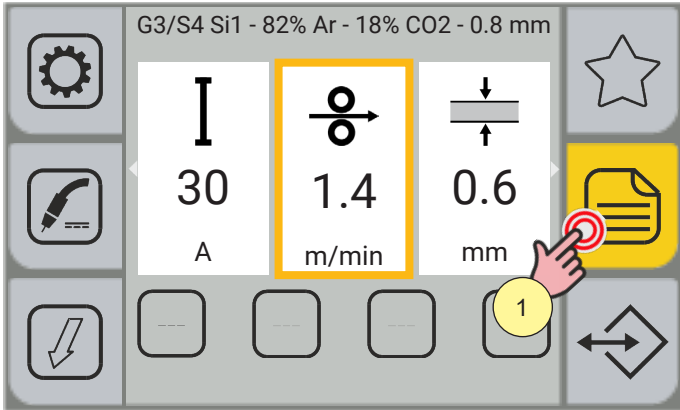 G3/S4 Si1 - 82% Ar - 18% CO2 - 0.8 mm
I
30 1.4 0.6
A m/min mm
--- --- ---
1